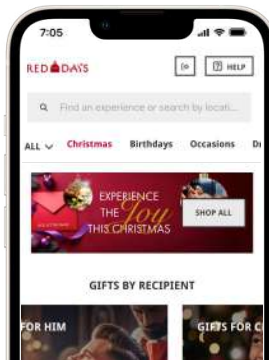 7:05
RED DAYS
HELP
Find an experience or search by locati...
ALL Christmas Birthdays Occasions Di
EXPERIENCE
THE Joy
THIS CHRISTMAS
SHOP ALL
GIFTS BY RECIPIENT
FOR HIM
GIFTS FOR C